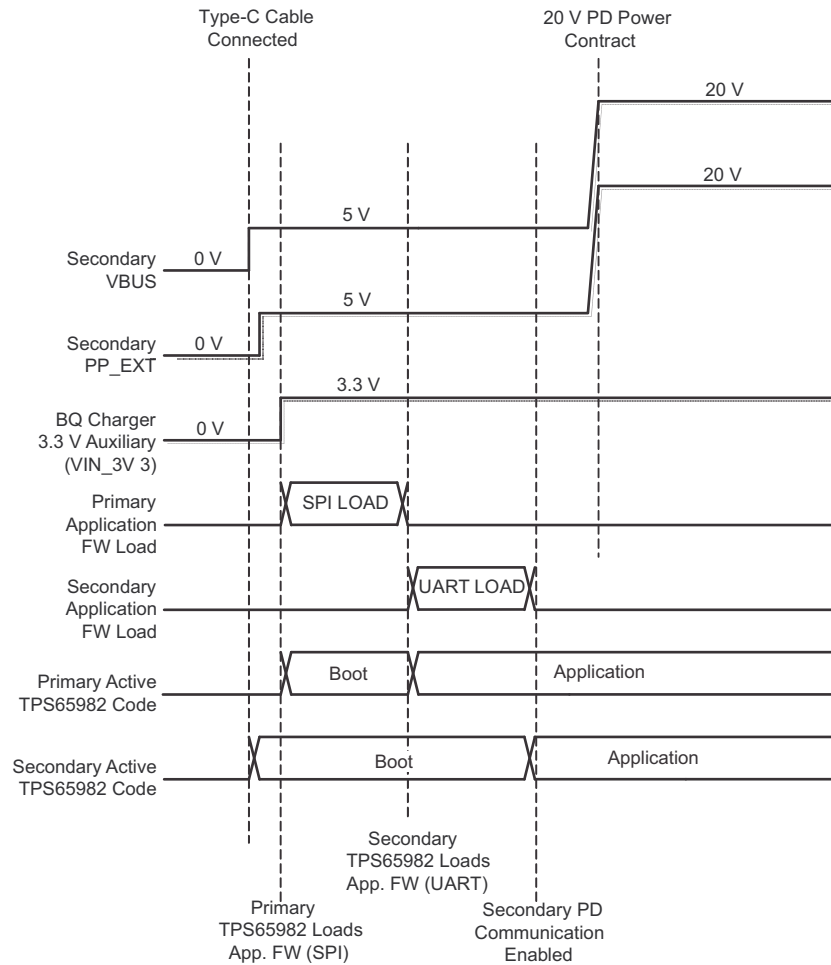 Type-C Cable
Connected
20 V PD Power
Contract
20 V
20 V
5 V
Secondary
VBUS
0 V
5 V
Secondary
PP_EXT
0 V
3.3 V
BQ Charger
3.3 V Auxiliary
(VIN_3V 3)
0 V
Primary
Application
FW Load
SPI LOAD
Secondary
Application
FW Load
UART LOAD
Primary Active
TPS65982 Code
Boot
Application
Secondary Active
TPS65982 Code
Boot
Application
Secondary
TPS65982 Loads
App. FW (UART)
Primary
TPS65982 Loads
App. FW (SPI)
Secondary PD
Communication
Enabled